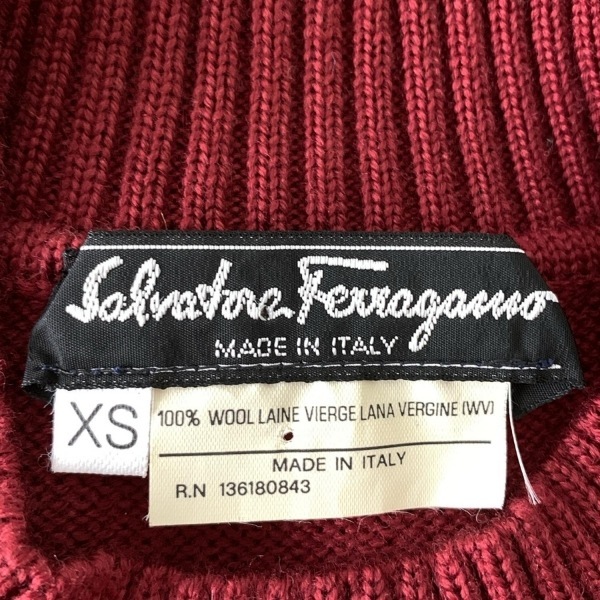 Salvatore Ferragamo
MADE IN ITALY
XS
100% WOOL LAINE VIERGE LANA VERGINE (WV)
MADE IN ITALY
R.N 136180843